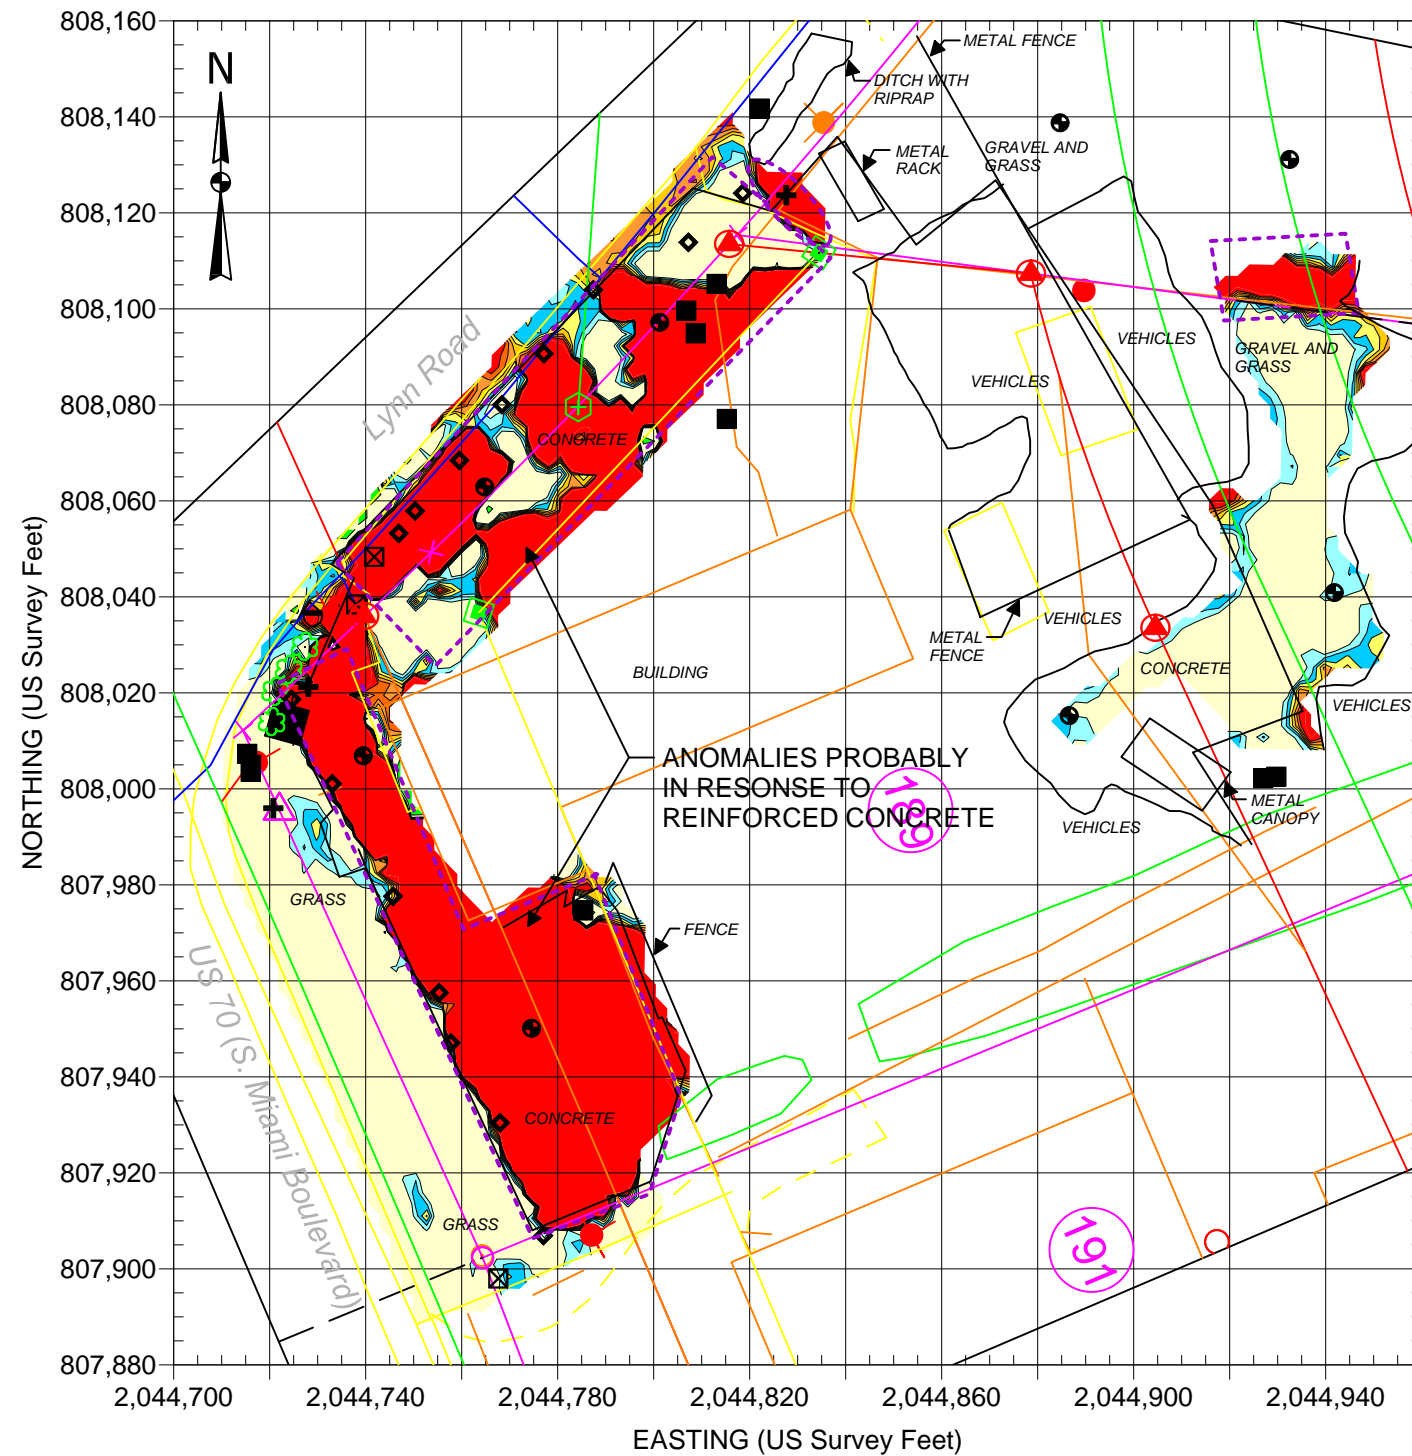 808,160
808,140
808,120
808,100
808,080
808,060
808,040
808,020
808,000
807,980
807,960
807,940
807,920
807,900
807,880
NORTHING (US Survey Feet)
N
METAL FENCE
DITCH WITH
RIPRAP
METAL
RACK
GRAVEL AND
GRASS
Lynn Road
VEHICLES
GRAVEL AND
GRASS
VEHICLES
CONCRETE
VEHICLES
METAL
FENCE
CONCRETE
BUILDING
VEHICLES
ANOMALIES PROBABLY
IN RESONSE TO
REINFORCED CONCRETE
189
METAL
CANOPY
VEHICLES
GRASS
FENCE
US 70 (S. Miami Boulevard)
CONCRETE
GRASS
191
2,044,700
2,044,740
2,044,780
2,044,820
2,044,860
2,044,900
2,044,940
EASTING (US Survey Feet)